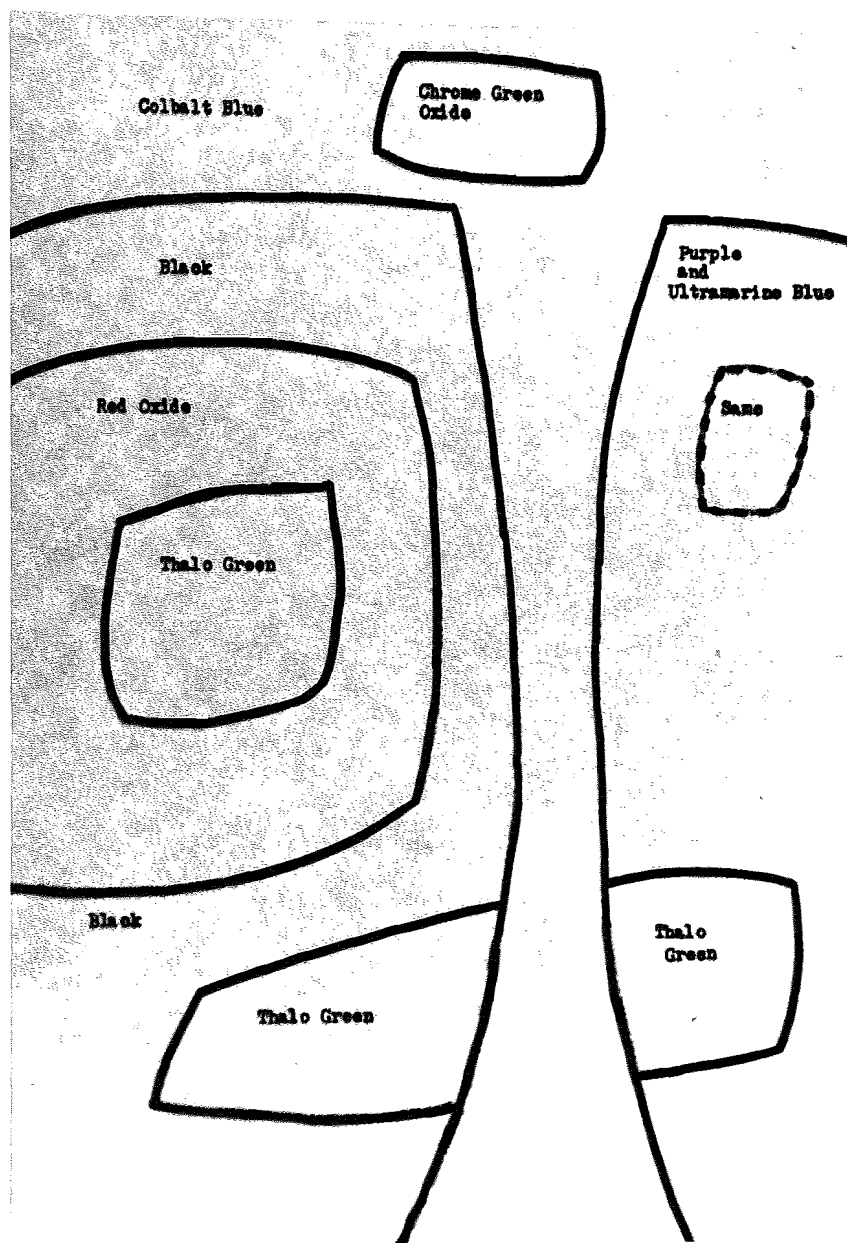 Colbalt Blue
Chrome Green
Oxide
Black
Purple
and
Ultramarine Blue
Red Oxide
Same
Thalo Green
Black
Thalo
Green
Thalo Green